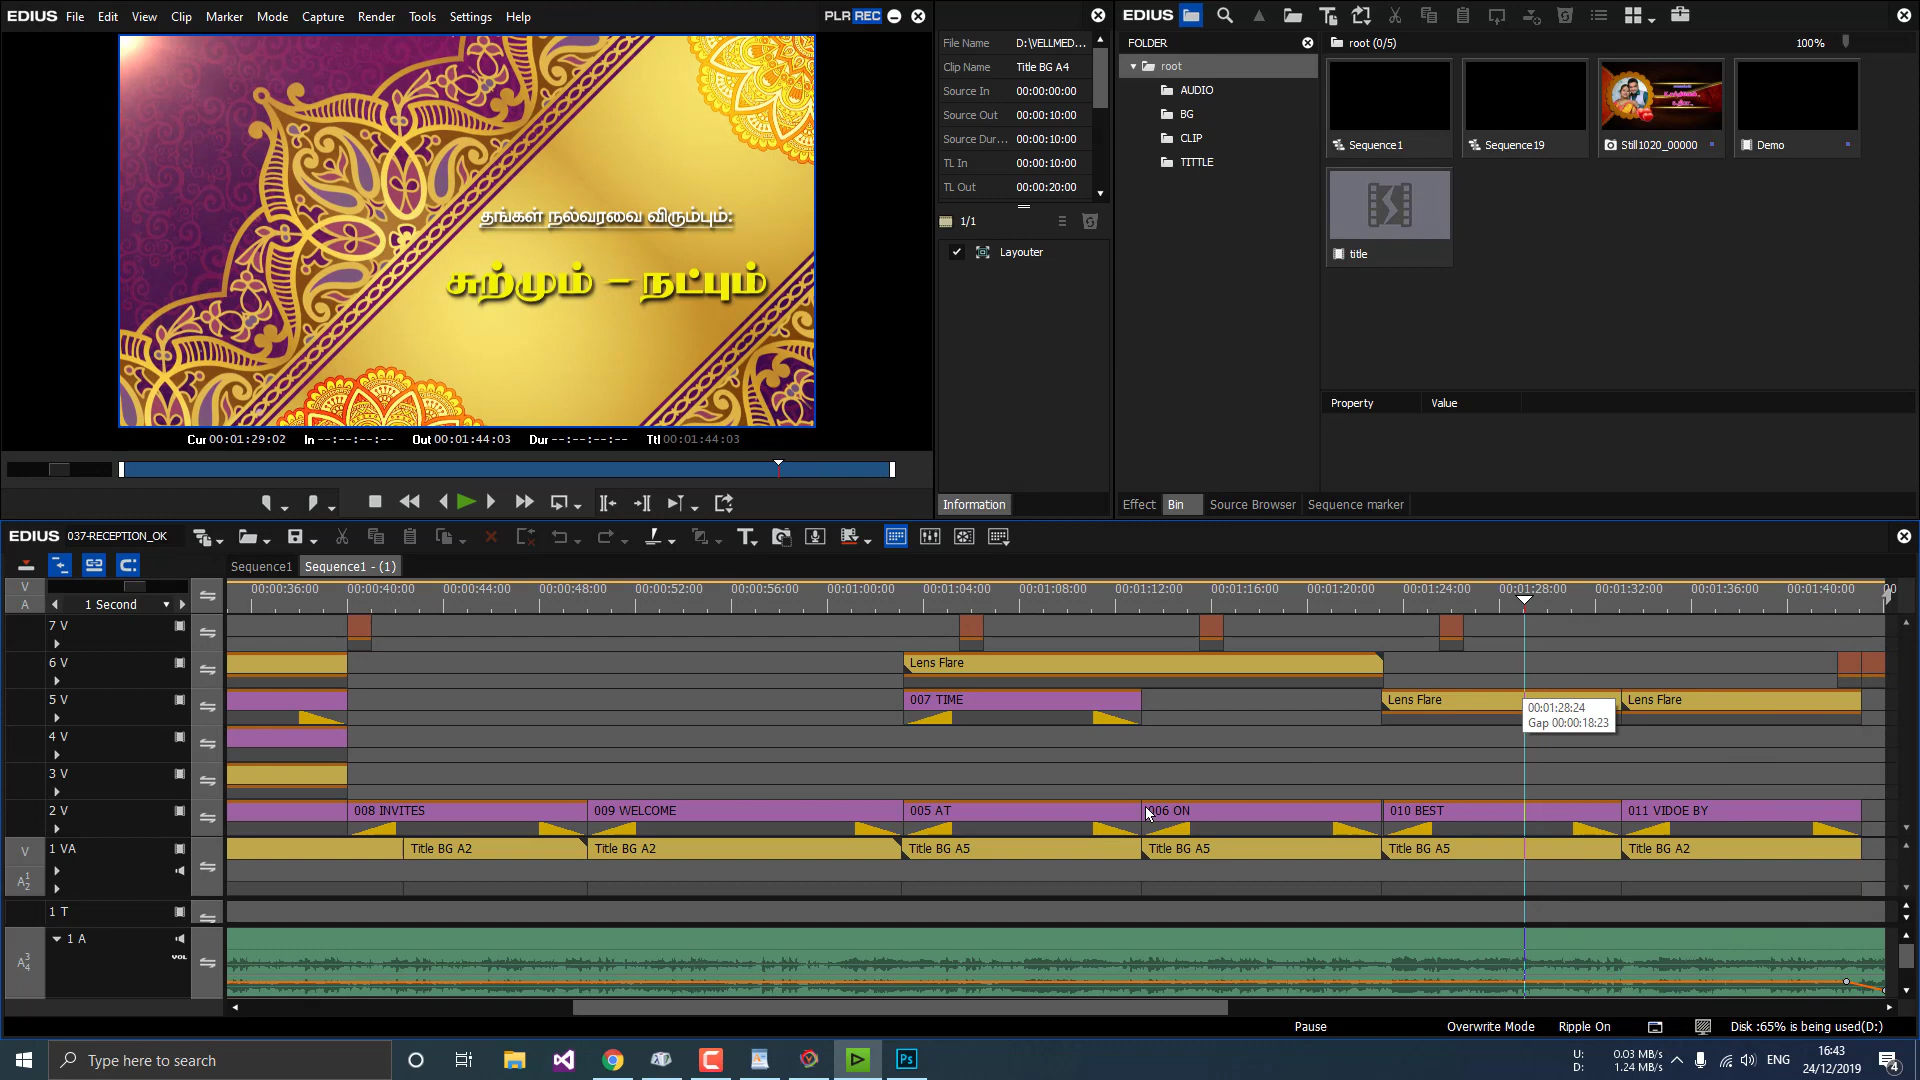 EDIUS File Edit View Clip Marker Mode Capture Render Tools Settings Help PLR REC
தங்கள் நல்வரவை விரும்பும்:
சுற்மும் – நட்பும்
Cur 00:01:29:02 In --:--:--:-- Out 00:01:44:03 Dur --:--:--:-- Ttl 00:01:44:03
File Name D:\VELLMED...
Clip Name Title BG A4
Source In 00:00:00:00
Source Out 00:00:10:00
Source Dur... 00:00:10:00
TL In 00:00:10:00
TL Out 00:00:20:00
1/1
Layouter
Information
EDIUS
FOLDER
root (0/5) 100%
root
AUDIO
BG
CLIP
TITTLE
Sequence1 Sequence19 Still1020_00000 Demo
title
Property Value
Effect Bin Source Browser Sequence marker
EDIUS 037-RECEPTION_OK
Sequence1 Sequence1 - (1)
V
A 1 Second
00:00:36:00 00:00:40:00 00:00:44:00 00:00:48:00 00:00:52:00 00:00:56:00 00:01:00:00 00:01:04:00 00:01:08:00 00:01:12:00 00:01:16:00 00:01:20:00 00:01:24:00 00:01:28:00 00:01:32:00 00:01:36:00 00:01:40:00 00
7 V
6 V Lens Flare
5 V 007 TIME Lens Flare Lens Flare
00:01:28:24
Gap 00:00:18:23
4 V
3 V
2 V 008 INVITES 009 WELCOME 005 AT 006 ON 010 BEST 011 VIDOE BY
V 1 VA Title BG A2 Title BG A2 Title BG A5 Title BG A5 Title BG A5 Title BG A2
A 1 2
1 T
1 A
VOL
A 3 4
Pause Overwrite Mode Ripple On Disk :65% is being used(D:)
Type here to search
Ps
U: 0.03 MB/s
D: 1.24 MB/s
ENG
16:43
24/12/2019
4